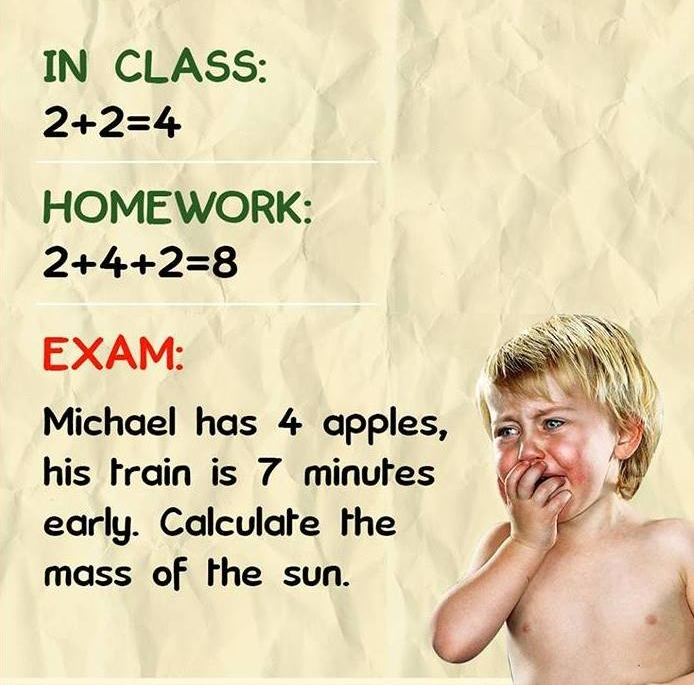 IN CLASS:
2+2=4
HOMEWORK:
2+4+2=8
EXAM:
Michael has 4 apples,
his train is 7 minutes
early. Calculate the
mass of the sun.